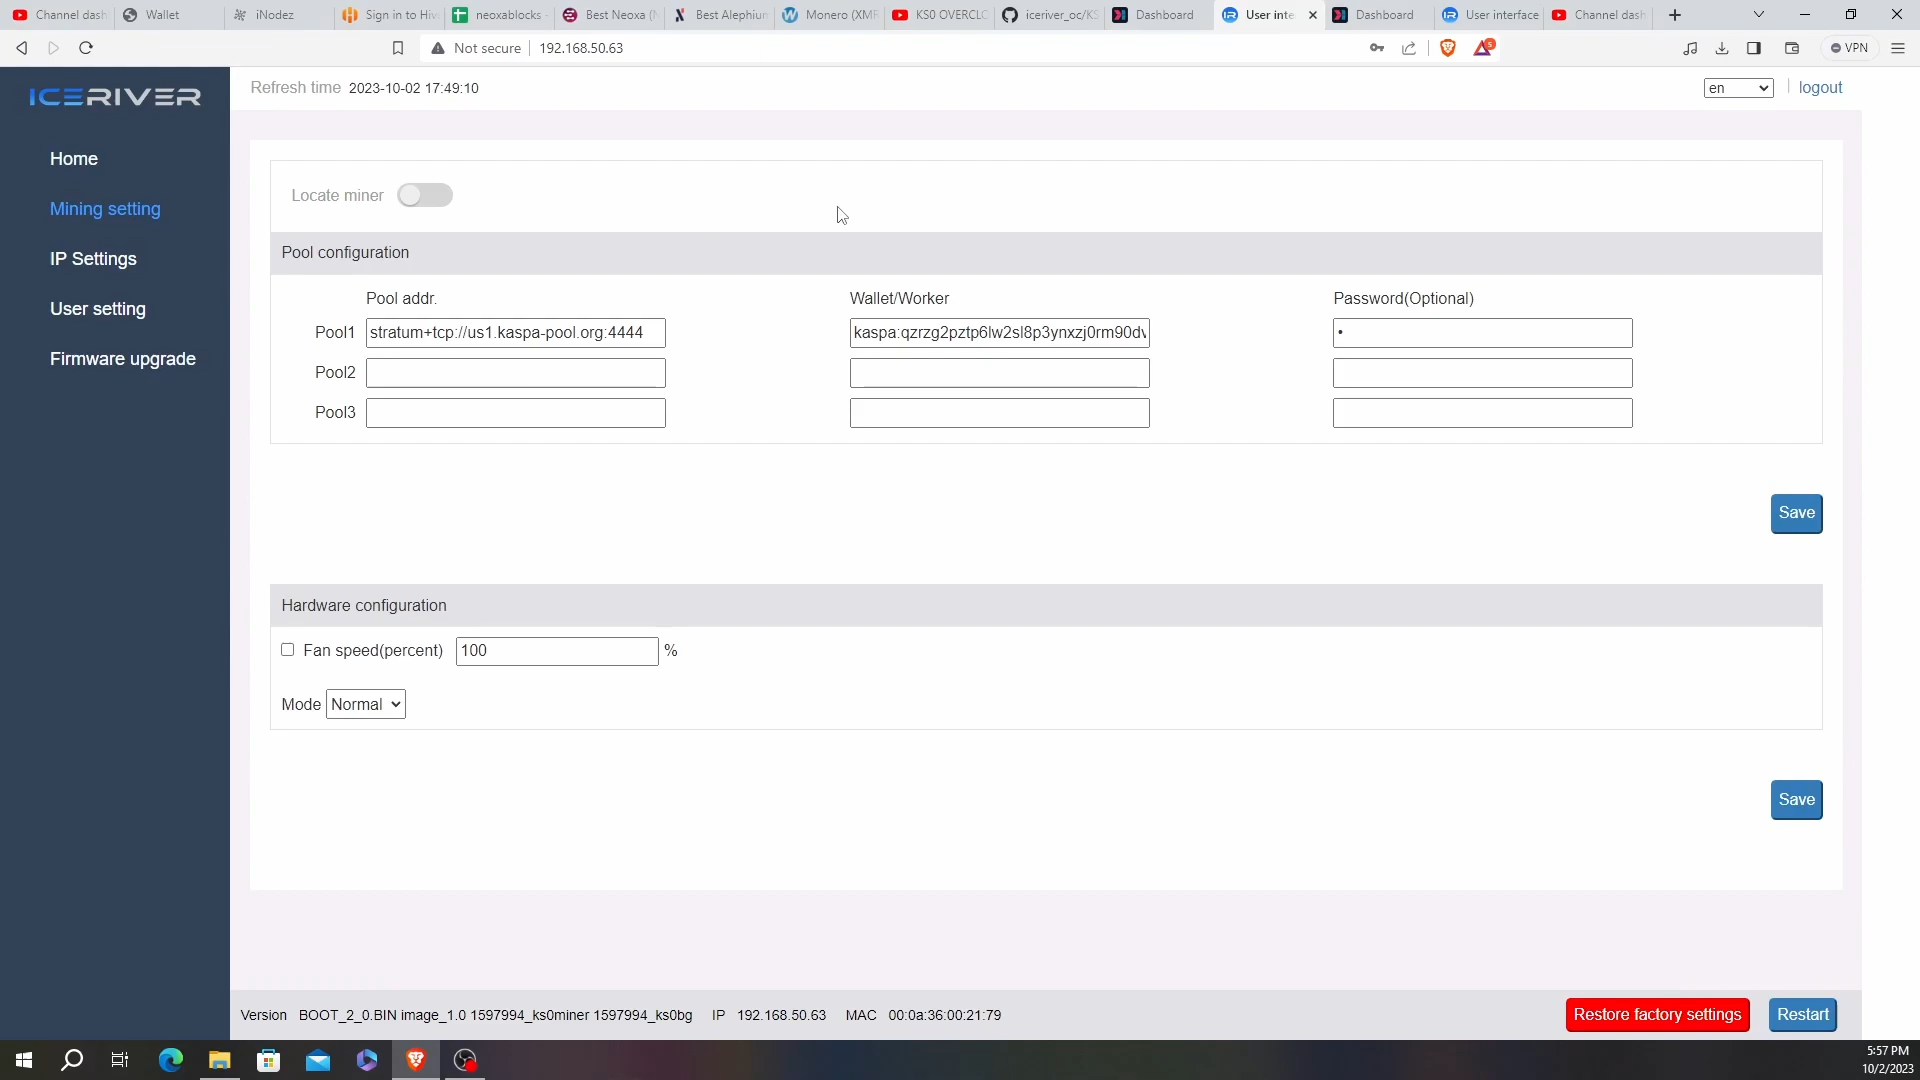 Channel dash
Wallet
iNodez
Sign in to Hive
neoxablocks -
Best Neoxa (N
Best Alephium
Monero (XMR
KS0 OVERCLO
iceriver_oc/KS
Dashboard
User inte
Dashboard
User interface
Channel dash
Not secure
192.168.50.63
5
VPN
ICERIVER
Refresh time 2023-10-02 17:49:10
en
logout
Home
Mining setting
IP Settings
User setting
Firmware upgrade
Locate miner
Pool configuration
Pool addr.
Wallet/Worker
Password(Optional)
Pool1
stratum+tcp://us1.kaspa-pool.org:4444
kaspa:qzrzg2pztp6lw2sl8p3ynxzj0rm90dv
•
Pool2
Pool3
Save
Hardware configuration
Fan speed(percent)
100
%
Mode
Normal
Save
Version BOOT_2_0.BIN image_1.0 1597994_ks0miner 1597994_ks0bg IP 192.168.50.63 MAC 00:0a:36:00:21:79
Restore factory settings
Restart
5:57 PM
10/2/2023